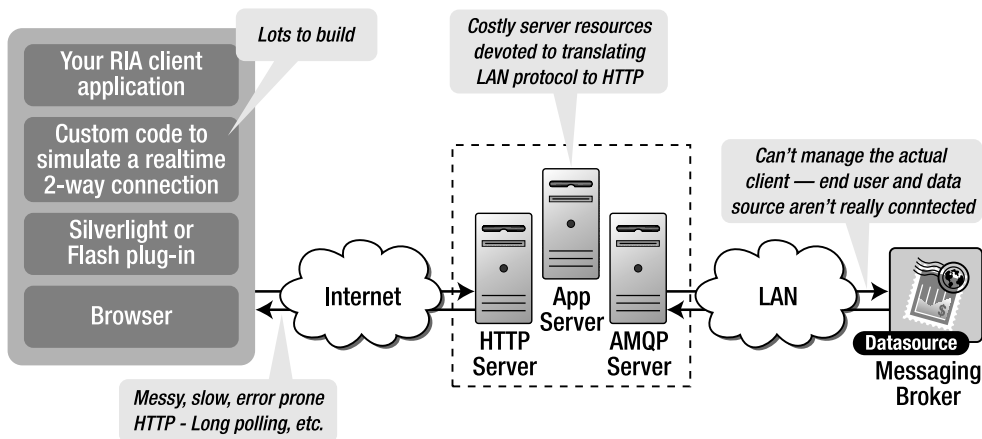 Lots to build
Your RIA client
application
Custom code to
simulate a realtime
2-way connection
Silverlight or
Flash plug-in
Browser
Messy, slow, error prone
HTTP - Long polling, etc.
Internet
Costly server resources
devoted to translating
LAN protocol to HTTP
HTTP
Server
App
Server
AMQP
Server
LAN
Can't manage the actual
client — end user and data
source aren't really conntected
$
Datasource
Messaging
Broker